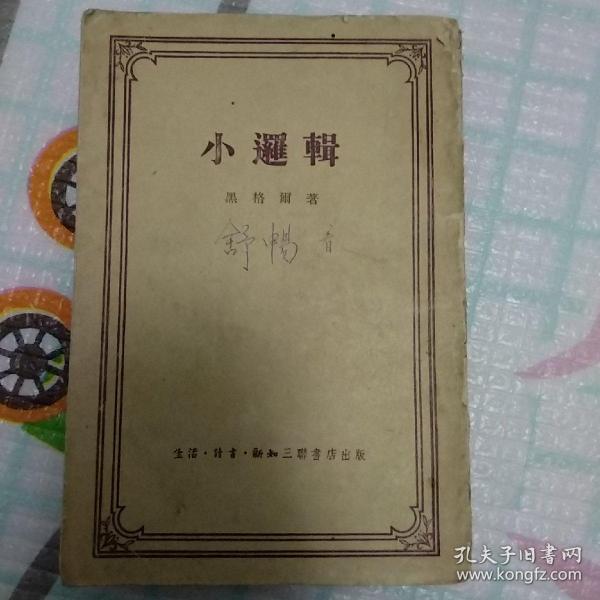 小邏輯
黑格爾著
舒暢
生活·讀書·新知三聯書店出版
孔夫子旧书网
www.kongfz.com